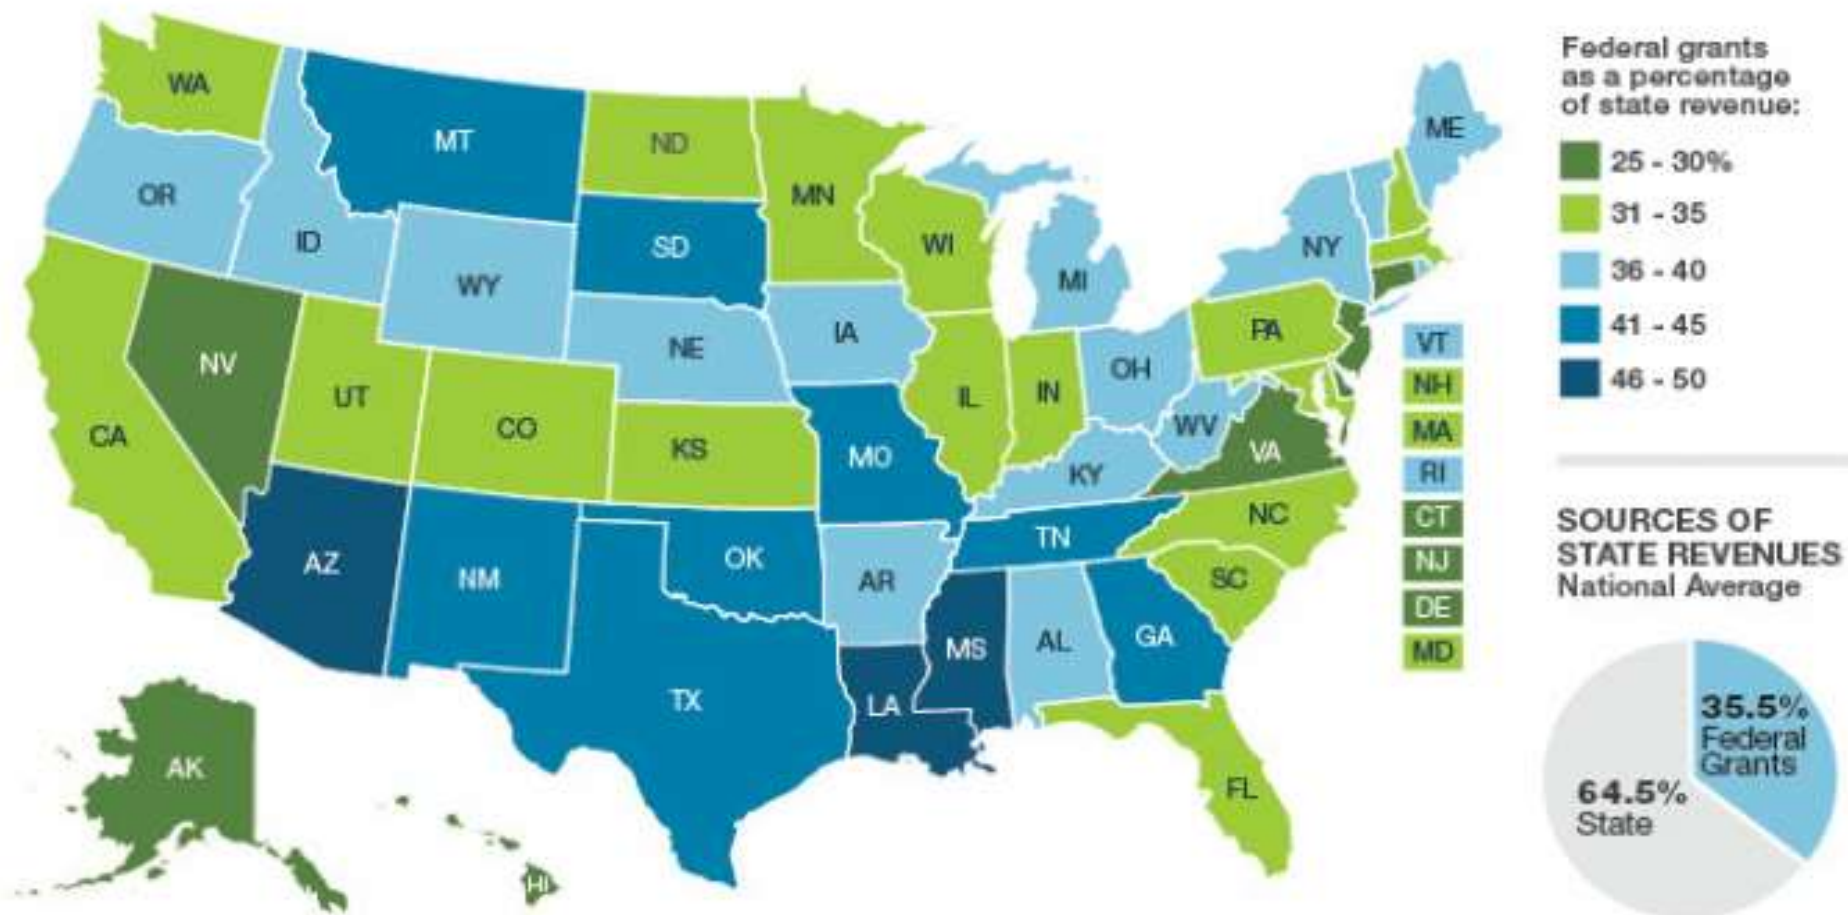 WA
MT
ND
MN
ME
OR
ID
SD
WI
NY
WY
MI
IA
NE
PA
NV
OH
UT
IL
IN
CO
WV
CA
KS
MO
VA
KY
NC
TN
AZ
OK
NM
AR
SC
MS
AL
GA
TX
LA
AK
FL
HI
VT
NH
MA
RI
CT
NJ
DE
MD
Federal grants
as a percentage
of state revenue:
25 - 30%
31 - 35
36 - 40
41 - 45
46 - 50
SOURCES OF
STATE REVENUES
National Average
35.5%
Federal
Grants
64.5%
State